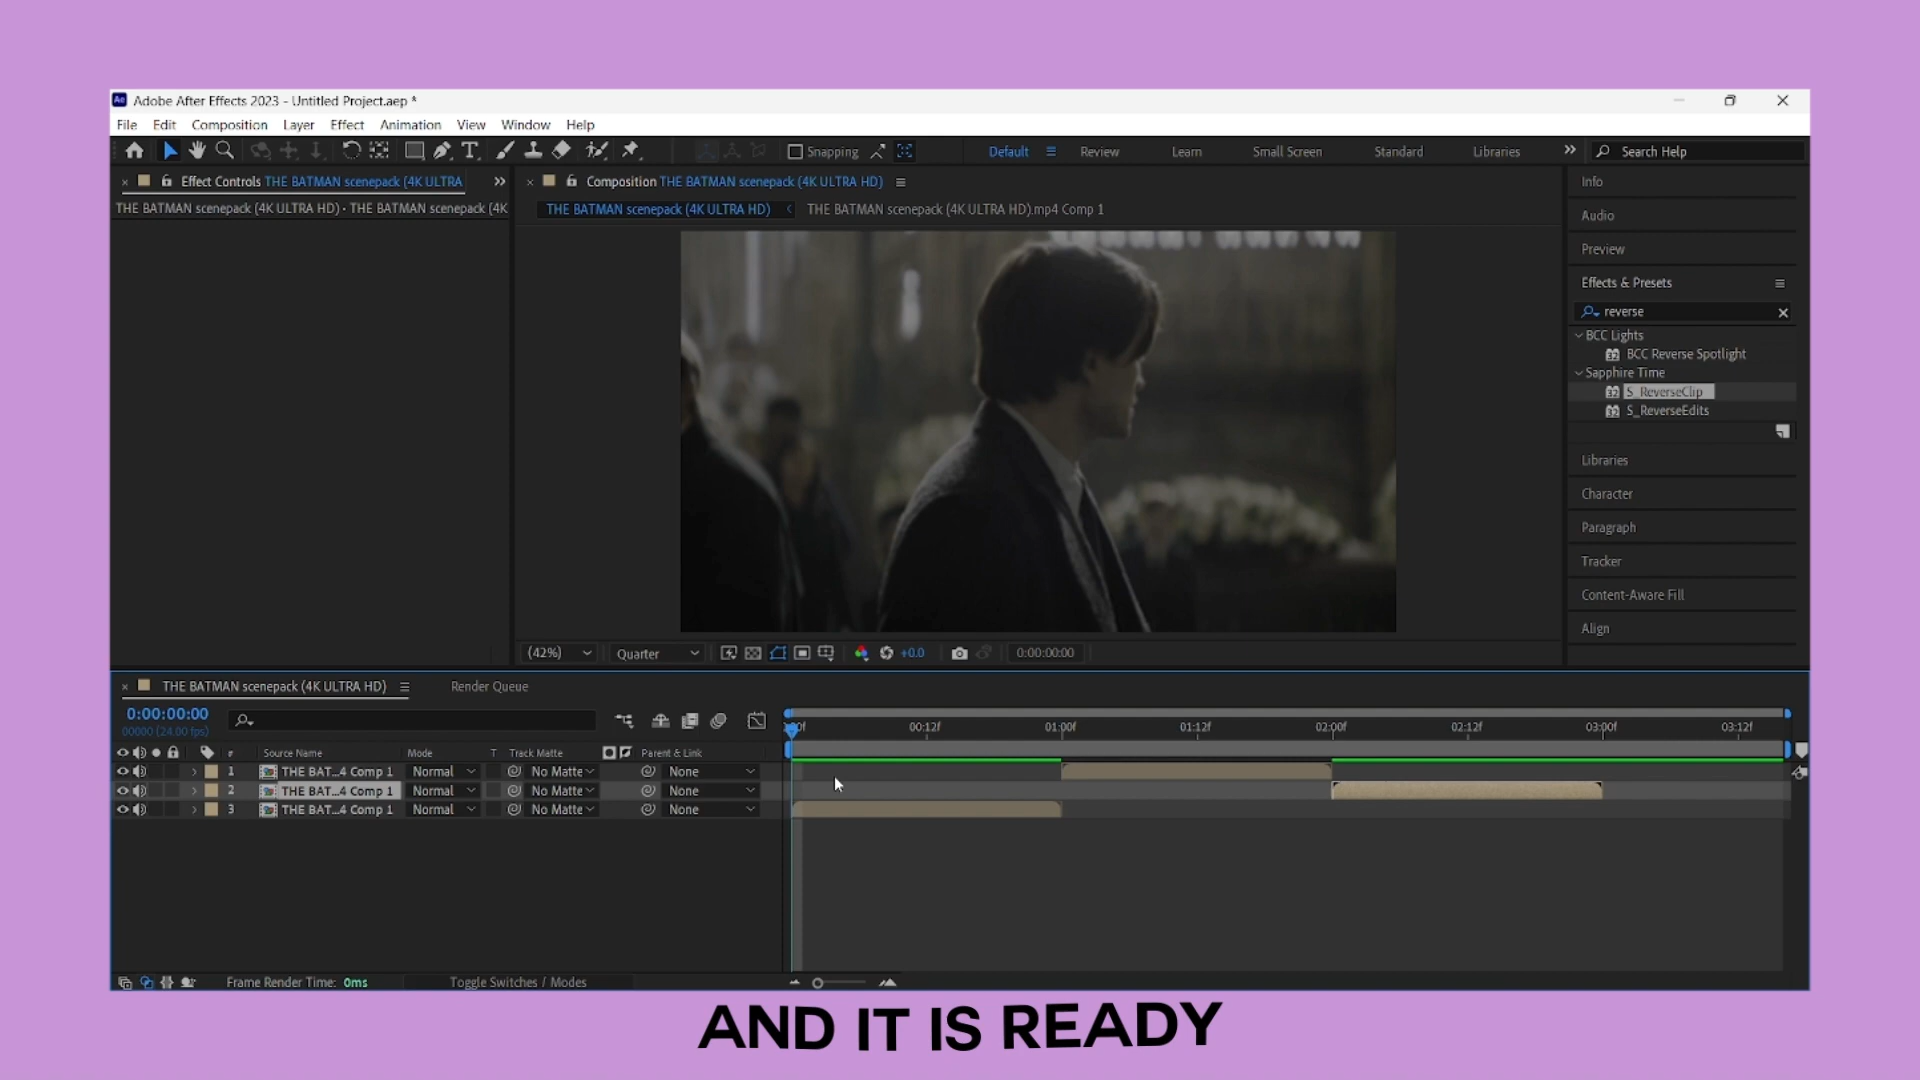 Ae Adobe After Effects 2023 - Untitled Project.aep *
File Edit Composition Layer Effect Animation View Window Help
Snapping Default Review Learn Small Screen Standard Libraries Search Help
Effect Controls THE BATMAN scenepack (4K ULTRA
THE BATMAN scenepack (4K ULTRA HD) • THE BATMAN scenepack (4K
Composition THE BATMAN scenepack (4K ULTRA HD)
THE BATMAN scenepack (4K ULTRA HD) THE BATMAN scenepack (4K ULTRA HD).mp4 Comp 1
Info
Audio
Preview
Effects & Presets
reverse
BCC Lights
32 BCC Reverse Spotlight
Sapphire Time
32 S_ReverseClip
32 S_ReverseEdits
Libraries
Character
Paragraph
Tracker
Content-Aware Fill
Align
(42%) Quarter +0.0 0:00:00:00
THE BATMAN scenepack (4K ULTRA HD) Render Queue
0:00:00:00
00000 (24.00 fps)
00:12f 01:00f 01:12f 02:00f 02:12f 03:00f 03:12f
# Source Name Mode T Track Matte Parent & Link
1 THE BAT...4 Comp 1 Normal No Matte None
2 THE BAT...4 Comp 1 Normal No Matte None
3 THE BAT...4 Comp 1 Normal No Matte None
Frame Render Time: 0ms Toggle Switches / Modes
AND IT IS READY